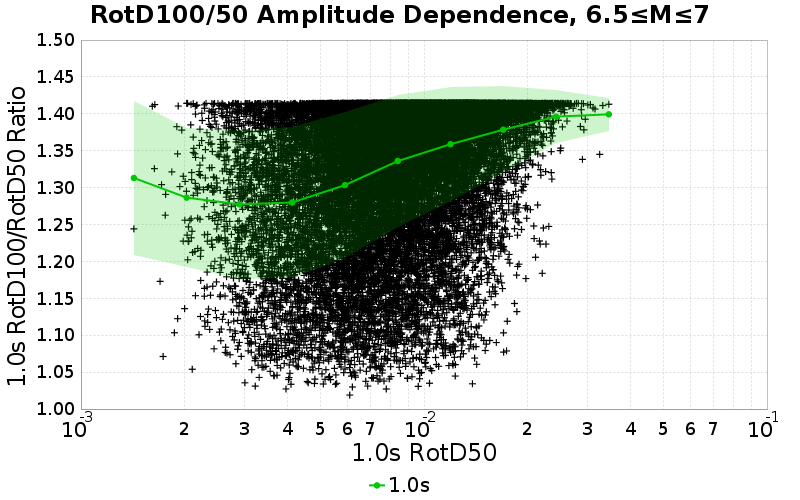 RotD100/50 Amplitude Dependence, 6.5≤M≤7
1.0s RotD100/RotD50 Ratio
1.50
1.45
1.40
1.35
1.30
1.25
1.20
1.15
1.10
1.05
1.00
10^-3 2 3 4 5 6 7 10^-2 2 3 4 5 6 7 10^-1
1.0s RotD50
1.0s